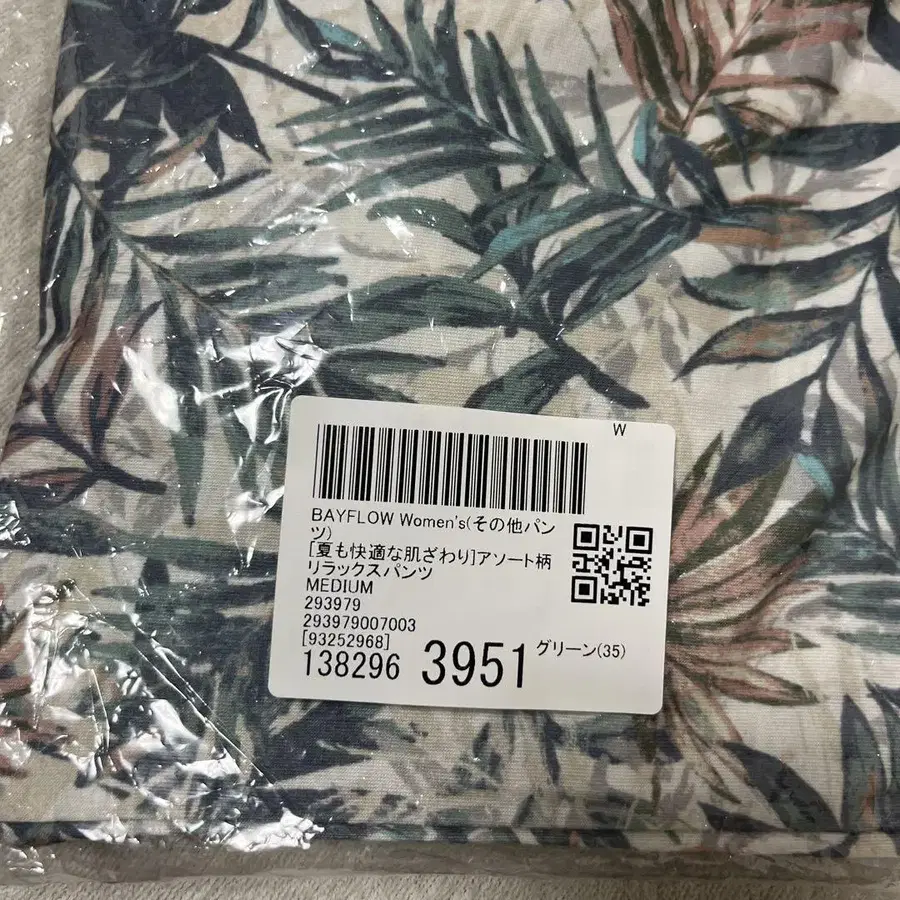 W
BAYFLOW Women's(その他パン
ツ)
[夏も快適な肌ざわり]アソート柄
リラックスパンツ
MEDIUM
293979
293979007003
[93252968]
138296 3951 グリーン(35)